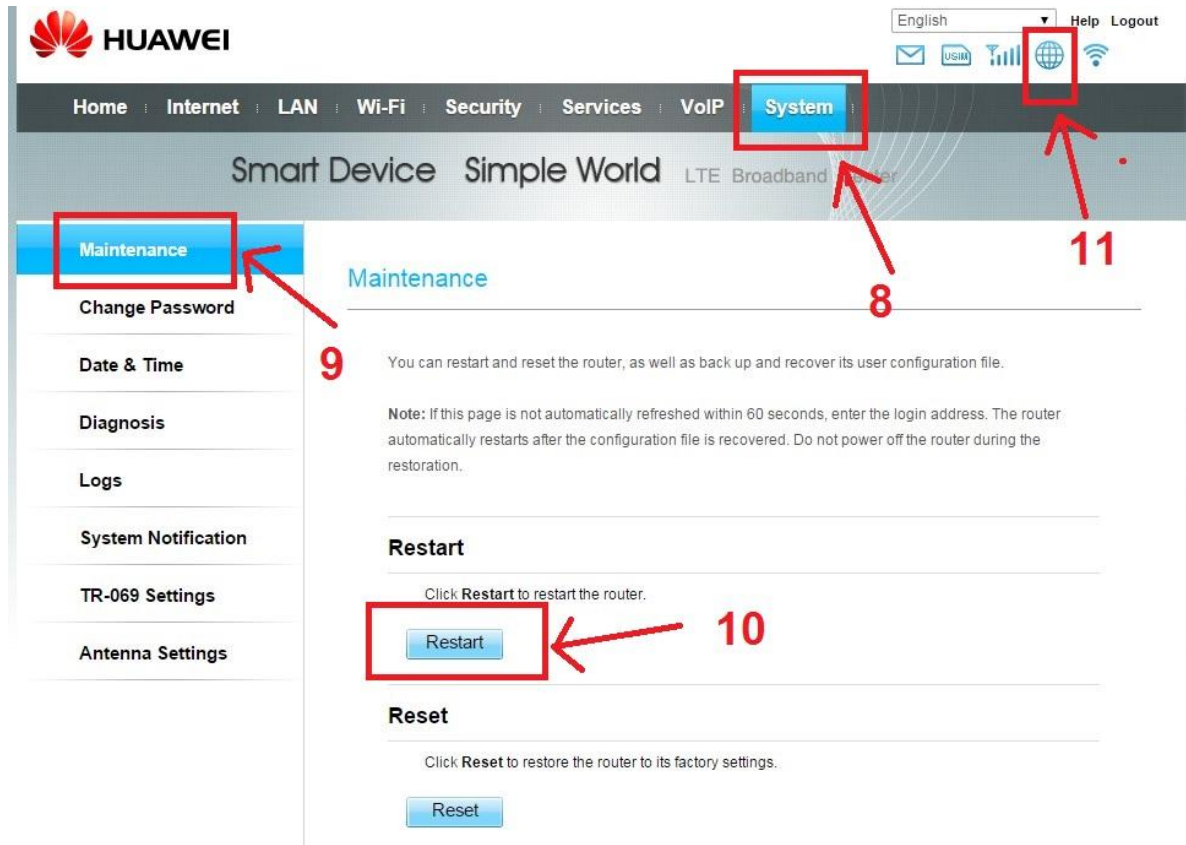 HUAWEI
English
Help Logout
USIM
Home Internet LAN Wi-Fi Security Services VoIP System
Smart Device Simple World LTE Broadband
11
8
Maintenance
Change Password
Date & Time
Diagnosis
Logs
System Notification
TR-069 Settings
Antenna Settings
9
Maintenance
You can restart and reset the router, as well as back up and recover its user configuration file.
Note: If this page is not automatically refreshed within 60 seconds, enter the login address. The router
automatically restarts after the configuration file is recovered. Do not power off the router during the
restoration.
Restart
Click Restart to restart the router.
Restart
10
Reset
Click Reset to restore the router to its factory settings.
Reset